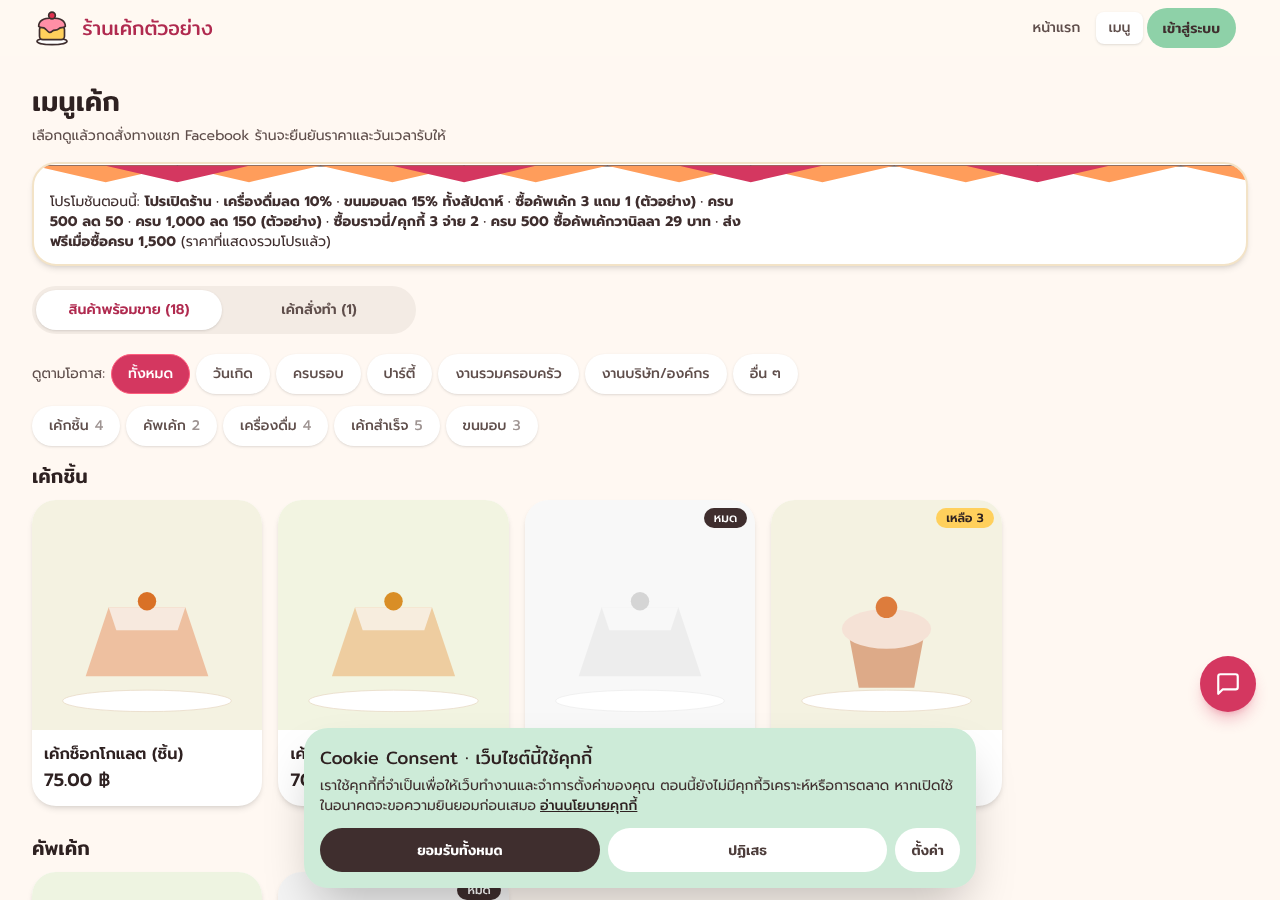 ร้านเค้กตัวอย่าง
หน้าแรก
เมนู
เข้าสู่ระบบ
เมนูเค้ก
เลือกดูแล้วกดสั่งทางแชท Facebook ร้านจะยืนยันราคาและวันเวลารับให้
โปรโมชันตอนนี้: โปรเปิดร้าน · เครื่องดื่มลด 10% · ขนมอบลด 15% ทั้งสัปดาห์ · ซื้อเค้ก 3 แถม 1 (ตัวอย่าง) · ครบ
500 ลด 50 · ครบ 1,000 ลด 150 (ตัวอย่าง) · ซื้อบราวนี่/คุกกี้ 3 จ่าย 2 · ครบ 500 ซื้อคัพเค้กวานิลลา 29 บาท · ส่ง
ฟรีเมื่อซื้อครบ 1,500 (ราคาที่แสดงรวมโปรแล้ว)
สินค้าพร้อมขาย (18)
เค้กสั่งทำ (1)
ดูตามโอกาส:
ทั้งหมด
วันเกิด
ครบรอบ
ปาร์ตี้
งานรวมครอบครัว
งานบริษัท/องค์กร
อื่น ๆ
เค้กชิ้น 4
คัพเค้ก 2
เครื่องดื่ม 4
เค้กสำเร็จ 5
ขนมอบ 3
เค้กชิ้น
หมด
เหลือ 3
เค้กช็อกโกแลต (ชิ้น)
75.00 ฿
Cookie Consent · เว็บไซต์นี้ใช้คุกกี้
เราใช้คุกกี้ที่จำเป็นเพื่อให้เว็บทำงานและจำการตั้งค่าของคุณ ตอนนี้ยังไม่มีคุกกี้วิเคราะห์หรือการตลาด หากเปิดใช้
ในอนาคตจะขอความยินยอมก่อนเสมอ อ่านนโยบายคุกกี้
ยอมรับทั้งหมด
ปฏิเสธ
ตั้งค่า
คัพเค้ก
หมด